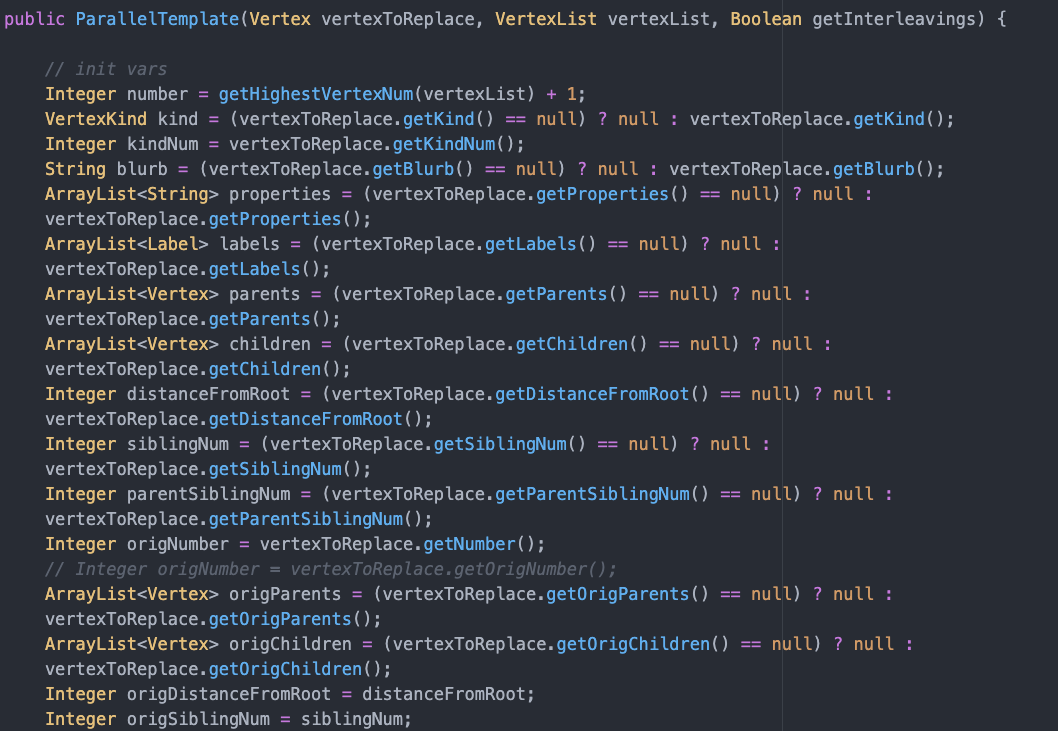 public ParallelTemplate(Vertex vertexToReplace, VertexList vertexList, Boolean getInterleavings) {
// init vars
Integer number = getHighestVertexNum(vertexList) + 1;
VertexKind kind = (vertexToReplace.getKind() == null) ? null : vertexToReplace.getKind();
Integer kindNum = vertexToReplace.getKindNum();
String blurb = (vertexToReplace.getBlurb() == null) ? null : vertexToReplace.getBlurb();
ArrayList<String> properties = (vertexToReplace.getProperties() == null) ? null :
vertexToReplace.getProperties();
ArrayList<Label> labels = (vertexToReplace.getLabels() == null) ? null :
vertexToReplace.getLabels();
ArrayList<Vertex> parents = (vertexToReplace.getParents() == null) ? null :
vertexToReplace.getParents();
ArrayList<Vertex> children = (vertexToReplace.getChildren() == null) ? null :
vertexToReplace.getChildren();
Integer distanceFromRoot = (vertexToReplace.getDistanceFromRoot() == null) ? null :
vertexToReplace.getDistanceFromRoot();
Integer siblingNum = (vertexToReplace.getSiblingNum() == null) ? null :
vertexToReplace.getSiblingNum();
Integer parentSiblingNum = (vertexToReplace.getParentSiblingNum() == null) ? null :
vertexToReplace.getParentSiblingNum();
Integer origNumber = vertexToReplace.getNumber();
// Integer origNumber = vertexToReplace.getOrigNumber();
ArrayList<Vertex> origParents = (vertexToReplace.getOrigParents() == null) ? null :
vertexToReplace.getOrigParents();
ArrayList<Vertex> origChildren = (vertexToReplace.getOrigChildren() == null) ? null :
vertexToReplace.getOrigChildren();
Integer origDistanceFromRoot = distanceFromRoot;
Integer origSiblingNum = siblingNum;